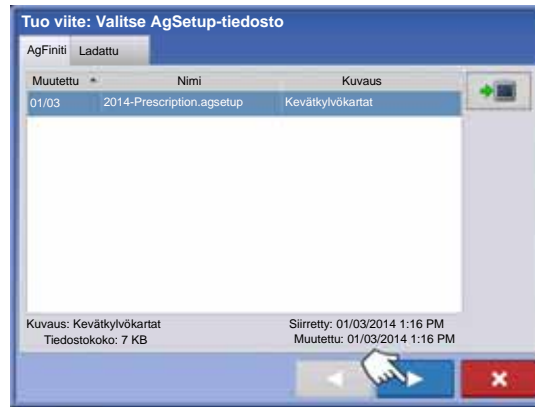 Tuo viite: Valitse AgSetup-tiedosto
AgFiniti Ladattu
Muutettu Nimi Kuvaus
01/03 2014-Prescription.agsetup Kevätkylvökartat
Kuvaus: Kevätkylvökartat Siirretty: 01/03/2014 1:16 PM
Tiedostokoko: 7 KB Muutettu: 01/03/2014 1:16 PM